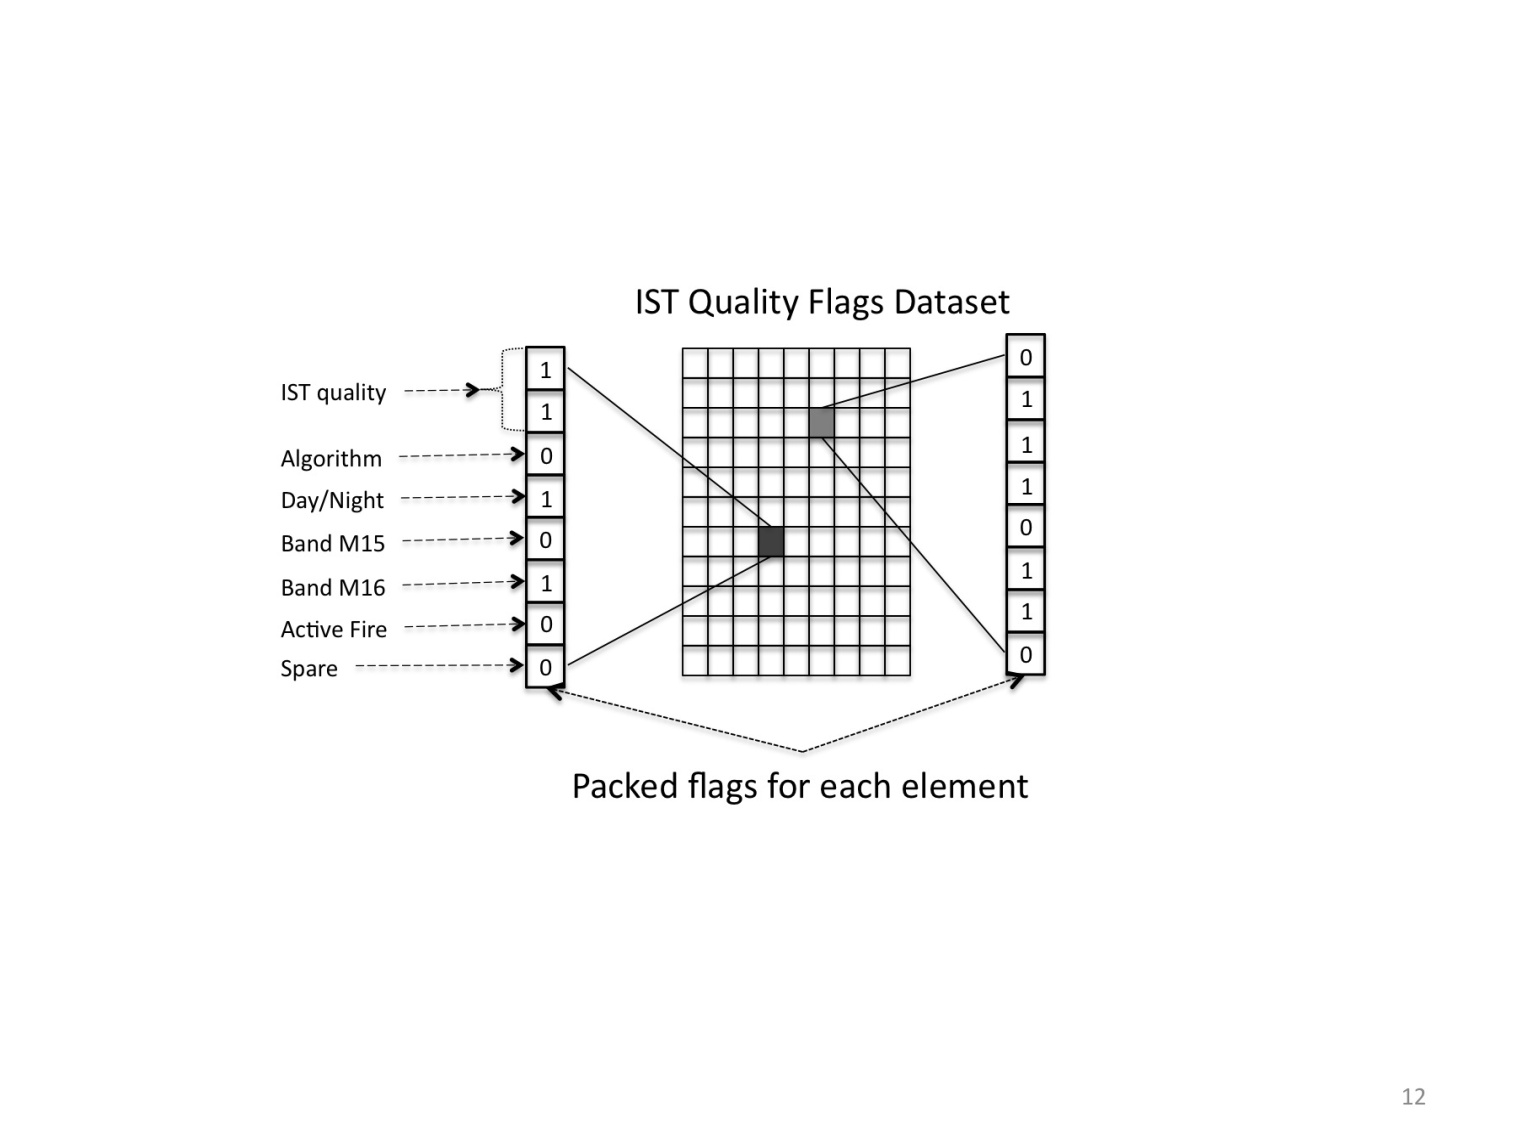 IST Quality Flags Dataset
IST quality
Algorithm
Day/Night
Band M15
Band M16
Active Fire
Spare
1
1
0
1
0
1
0
0
0
1
1
1
0
1
1
0
Packed flags for each element
12